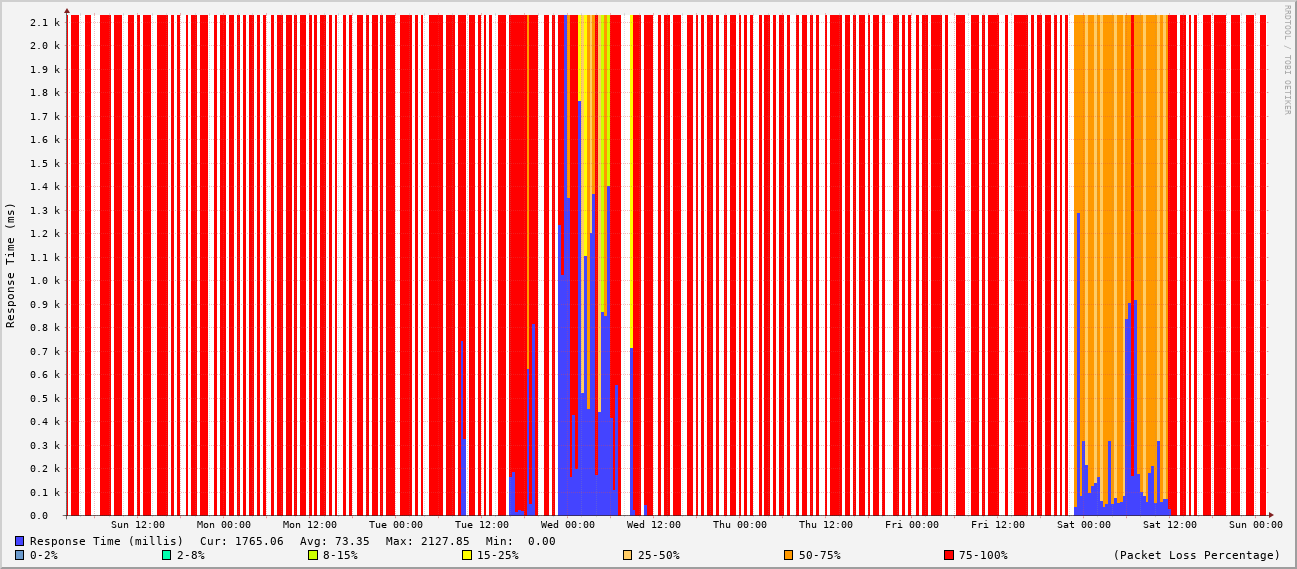 RRDTOOL / TOBI OETIKER
Response Time (ms)
2.1 k
2.0 k
1.9 k
1.8 k
1.7 k
1.6 k
1.5 k
1.4 k
1.3 k
1.2 k
1.1 k
1.0 k
0.9 k
0.8 k
0.7 k
0.6 k
0.5 k
0.4 k
0.3 k
0.2 k
0.1 k
0.0
Sun 12:00 Mon 00:00 Mon 12:00 Tue 00:00 Tue 12:00 Wed 00:00 Wed 12:00 Thu 00:00 Thu 12:00 Fri 00:00 Fri 12:00 Sat 00:00 Sat 12:00 Sun 00:00
Response Time (millis) Cur: 1765.06 Avg: 73.35 Max: 2127.85 Min: 0.00
0-2% 2-8% 8-15% 15-25% 25-50% 50-75% 75-100% (Packet Loss Percentage)